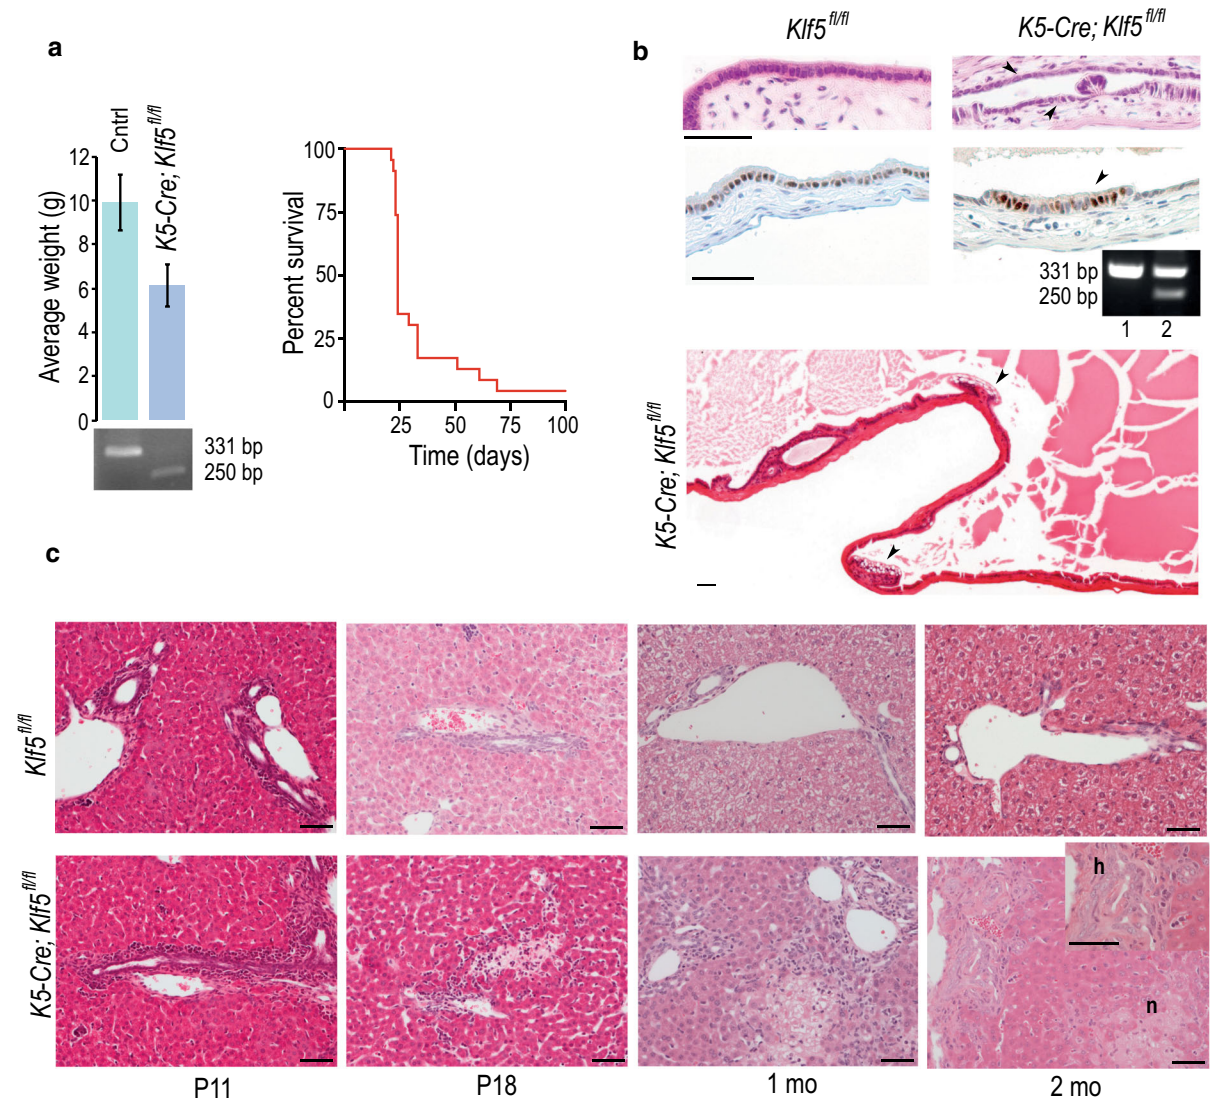 a
Cntrl
K5-Cre; Klf5fl/fl
Average weight (g)
12
10
8
6
4
2
0
331 bp
250 bp
Percent survival
100
75
50
25
0
25
50
75
100
Time (days)
b
Klf5fl/fl
K5-Cre; Klf5fl/fl
331 bp
250 bp
1
2
K5-Cre; Klf5fl/fl
c
Klf5fl/fl
K5-Cre; Klf5fl/fl
h
n
P11
P18
1 mo
2 mo